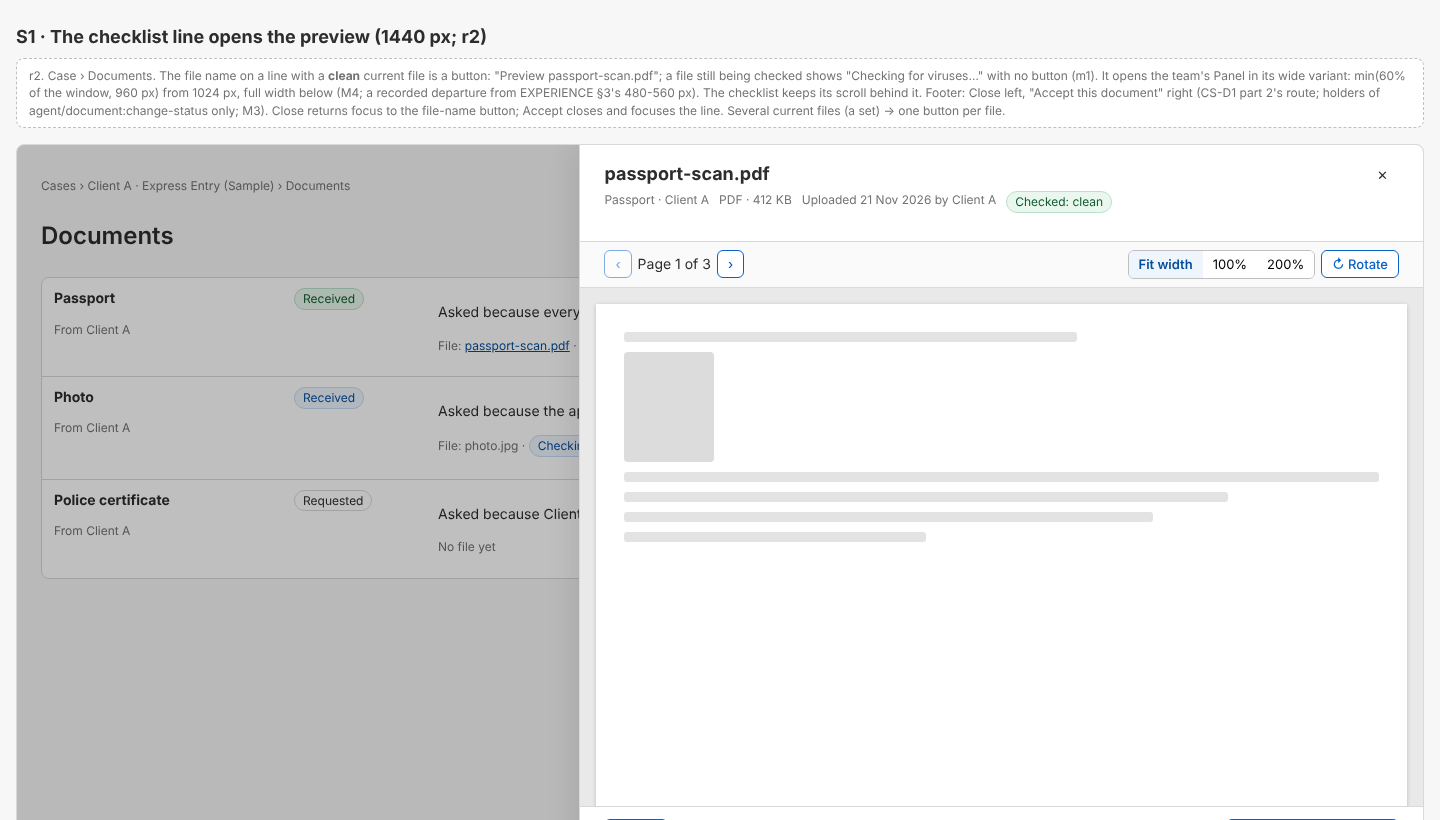 S1 · The checklist line opens the preview (1440 px; r2)
r2. Case › Documents. The file name on a line with a clean current file is a button: "Preview passport-scan.pdf"; a file still being checked shows "Checking for viruses…" with no button (m1). It opens the team's Panel in its wide variant: min(60%
of the window, 960 px) from 1024 px, full width below (M4; a recorded departure from EXPERIENCE §3's 480-560 px). The checklist keeps its scroll behind it. Footer: Close left, "Accept this document" right (CS-D1 part 2's route; holders of
agent/document:change-status only; M3). Close returns focus to the file-name button; Accept closes and focuses the line. Several current files (a set) → one button per file.
Cases › Client A · Express Entry (Sample) › Documents
Documents
Passport
Received
From Client A
Asked because every
File: passport-scan.pdf ·
Photo
Received
From Client A
Asked because the
File: photo.jpg ·
Police certificate
Requested
From Client A
Asked because Client
No file yet
passport-scan.pdf
×
Passport · Client A PDF · 412 KB Uploaded 21 Nov 2026 by Client A Checked: clean
‹ Page 1 of 3 ›
Fit width 100% 200% ↻ Rotate